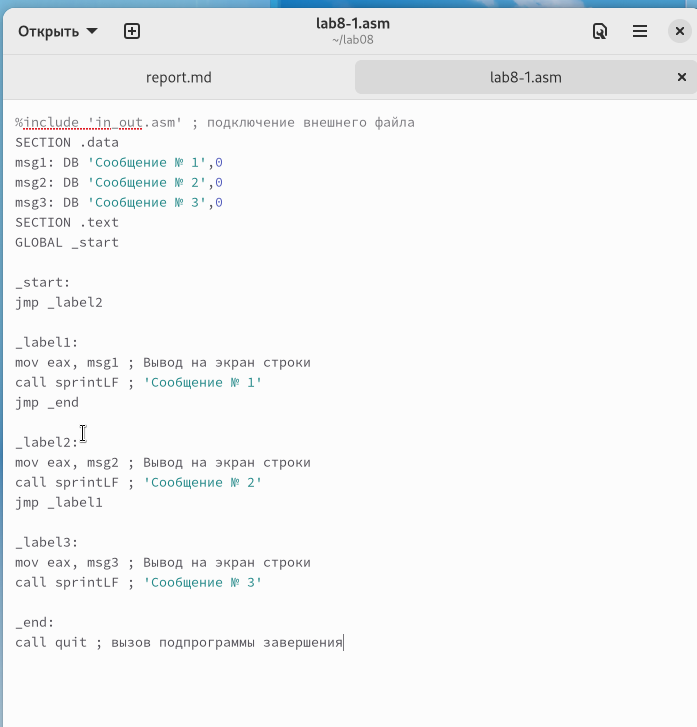 Открыть
lab8-1.asm
~/lab08
report.md
lab8-1.asm
%include 'in_out.asm' ; подключение внешнего файла
SECTION .data
msg1: DB 'Сообщение № 1',0
msg2: DB 'Сообщение № 2',0
msg3: DB 'Сообщение № 3',0
SECTION .text
GLOBAL _start
_start:
jmp _label2
_label1:
mov eax, msg1 ; Вывод на экран строки
call sprintLF ; 'Сообщение № 1'
jmp _end
_label2:
mov eax, msg2 ; Вывод на экран строки
call sprintLF ; 'Сообщение № 2'
jmp _label1
_label3:
mov eax, msg3 ; Вывод на экран строки
call sprintLF ; 'Сообщение № 3'
_end:
call quit ; вызов подпрограммы завершения